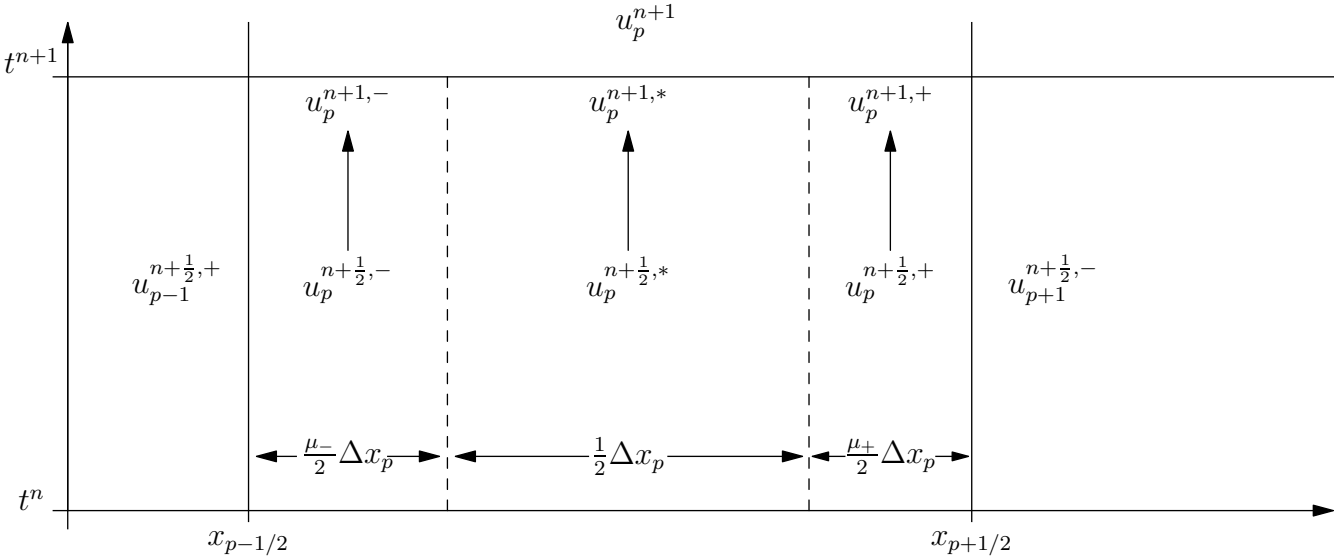 $u_p^{n+1}$
$t^{n+1}$
$u_p^{n+1,-}$ $u_p^{n+1,*}$ $u_p^{n+1,+}$
$u_{p-1}^{n+\frac{1}{2},+}$ $u_p^{n+\frac{1}{2},-}$ $u_p^{n+\frac{1}{2},*}$ $u_p^{n+\frac{1}{2},+}$ $u_{p+1}^{n+\frac{1}{2},-}$
$\frac{\mu_-}{2}\Delta x_p$ $\frac{1}{2}\Delta x_p$ $\frac{\mu_+}{2}\Delta x_p$
$t^n$
$x_{p-1/2}$ $x_{p+1/2}$